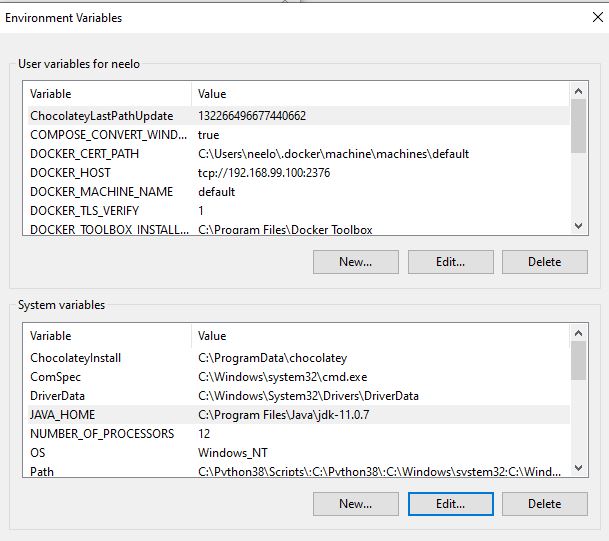 Environment Variables
User variables for neelo
Variable Value
ChocolateyLastPathUpdate 132266496677440662
COMPOSE_CONVERT_WIND... true
DOCKER_CERT_PATH C:\Users\neelo\.docker\machine\machines\default
DOCKER_HOST tcp://192.168.99.100:2376
DOCKER_MACHINE_NAME default
DOCKER_TLS_VERIFY 1
DOCKER_TOOLBOX_INSTALL... C:\Program Files\Docker Toolbox
New... Edit... Delete
System variables
Variable Value
ChocolateyInstall C:\ProgramData\chocolatey
ComSpec C:\Windows\system32\cmd.exe
DriverData C:\Windows\System32\Drivers\DriverData
JAVA_HOME C:\Program Files\Java\jdk-11.0.7
NUMBER_OF_PROCESSORS 12
OS Windows_NT
Path C:\Python38\Scripts\;C:\Python38\;C:\Windows\system32;C:\Wind...
New... Edit... Delete